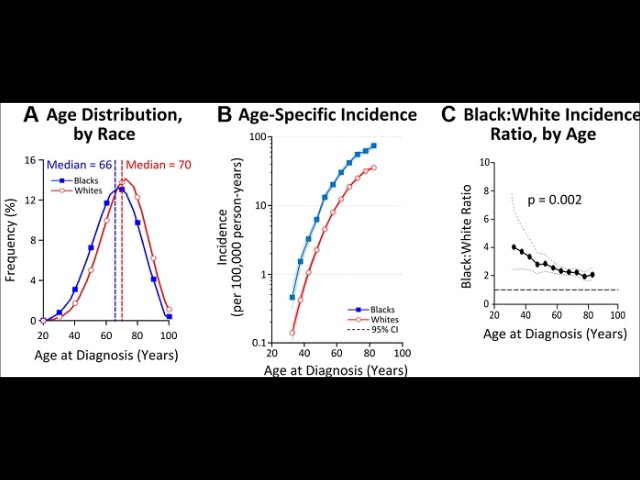 A Age Distribution,
by Race
Median = 66
Median = 70
Blacks
Whites
16
12
8
4
0
Frequency (%)
20 40 60 80 100
Age at Diagnosis (Years)
B Age-Specific Incidence
100
10
1
0.1
Incidence
(per 100,000 person-years)
Blacks
Whites
95% CI
20 40 60 80 100
Age at Diagnosis (Years)
C Black:White Incidence
Ratio, by Age
10
8
6
4
2
0
Black:White Ratio
p = 0.002
20 40 60 80 100
Age at Diagnosis (Years)